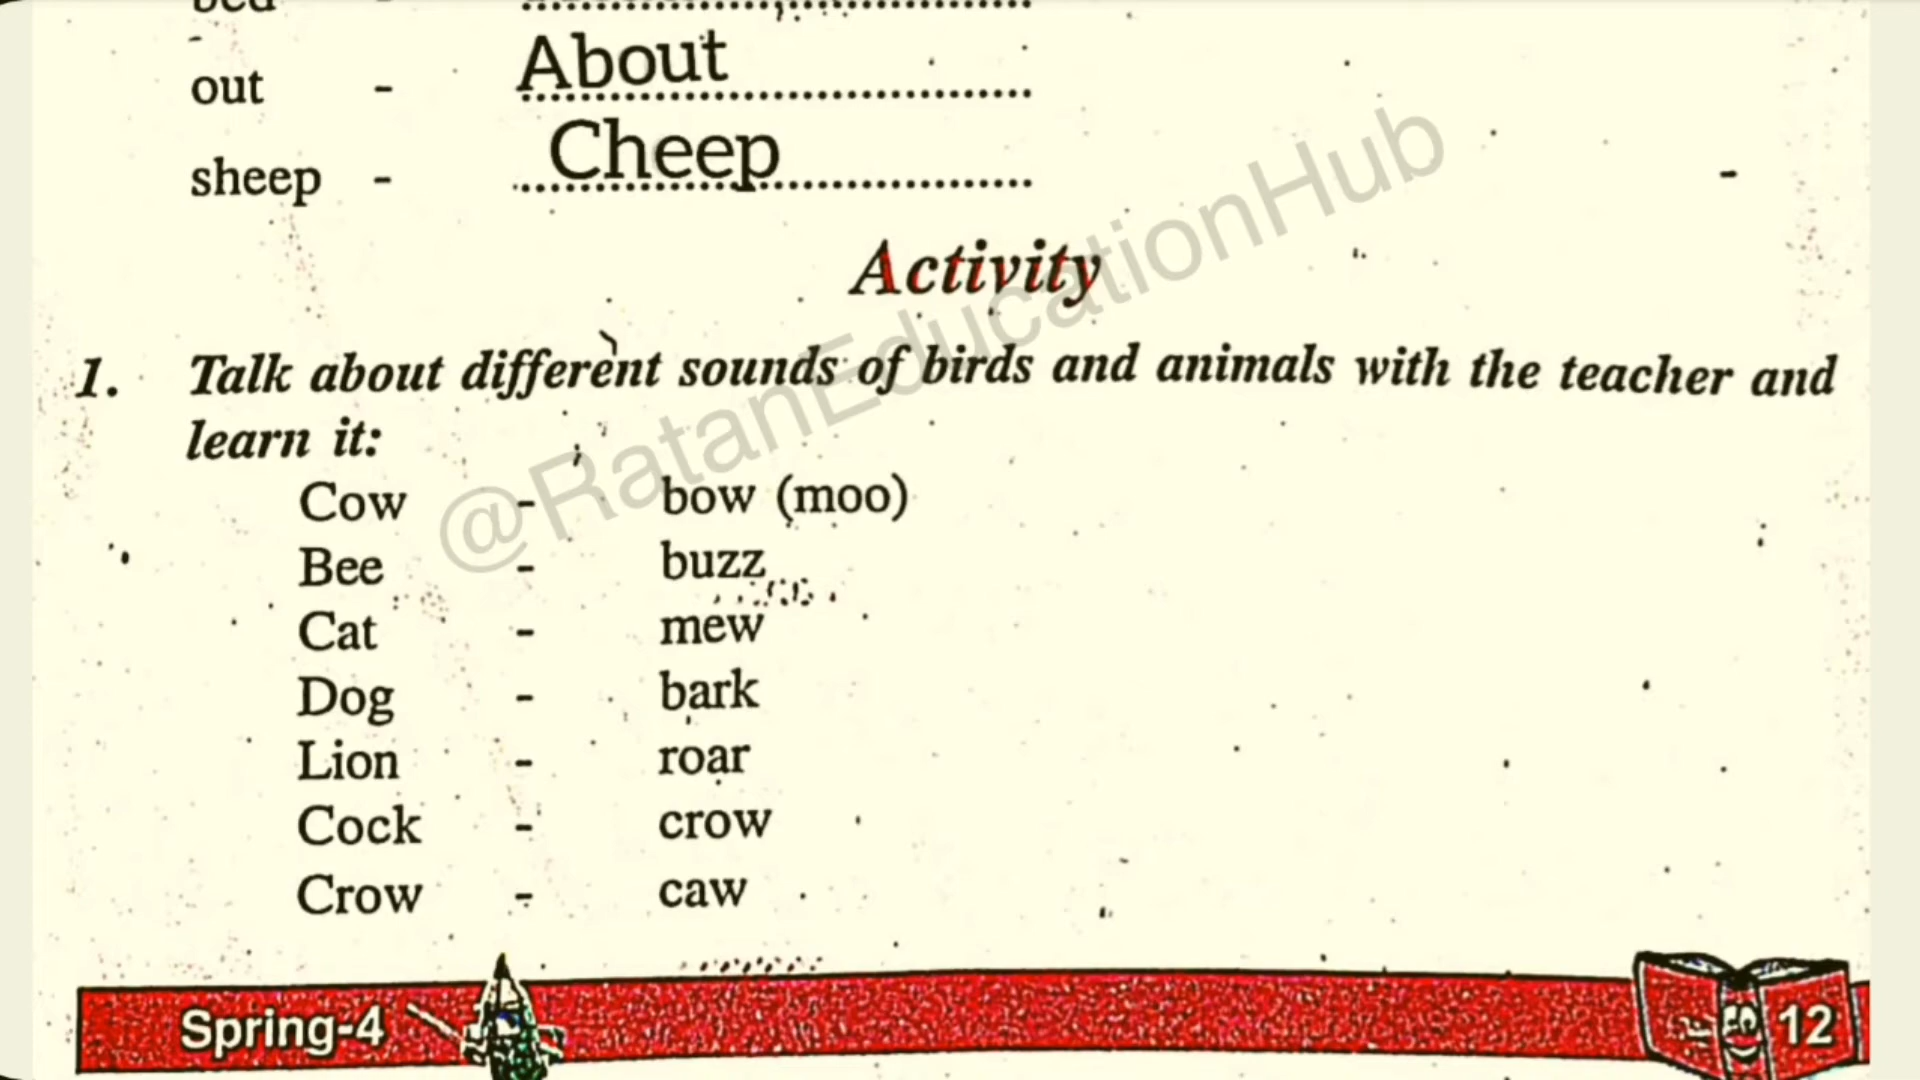 bed -
out - About
sheep - Cheep
Activity
1. Talk about different sounds of birds and animals with the teacher and
learn it:
Cow - bow (moo)
Bee - buzz
Cat - mew
Dog - bark
Lion - roar
Cock - crow
Crow - caw
@RatanEducationHub
Spring-4
12